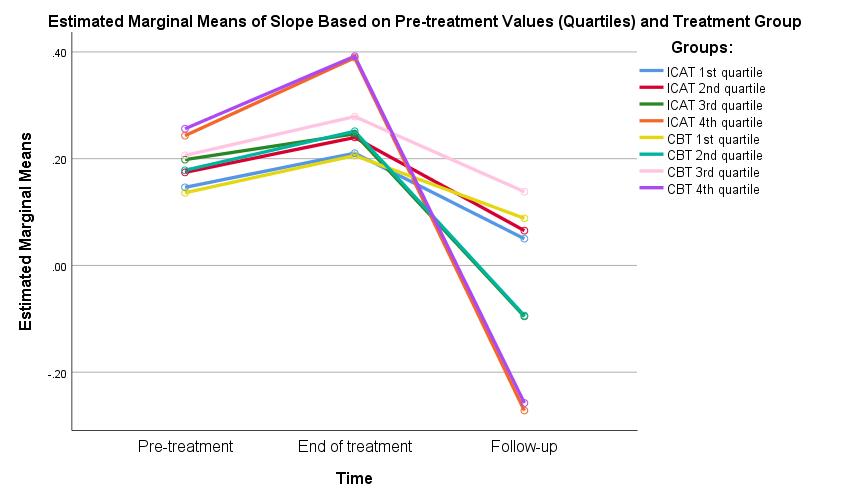 Estimated Marginal Means of Slope Based on Pre-treatment Values (Quartiles) and Treatment Group
Groups:
ICAT 1st quartile
ICAT 2nd quartile
ICAT 3rd quartile
ICAT 4th quartile
CBT 1st quartile
CBT 2nd quartile
CBT 3rd quartile
CBT 4th quartile
Estimated Marginal Means
.40
.20
.00
-.20
Pre-treatment
End of treatment
Follow-up
Time